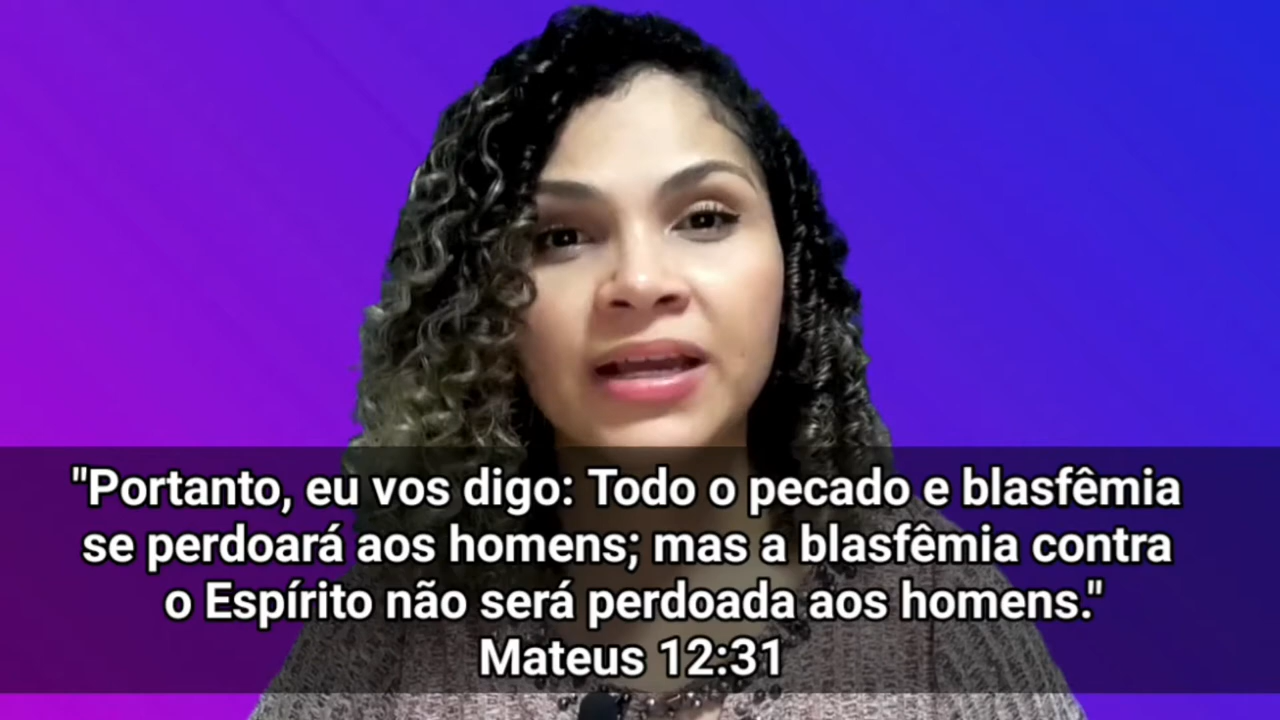 "Portanto, eu vos digo: Todo o pecado e blasfêmia
se perdoará aos homens; mas a blasfêmia contra
o Espírito não será perdoada aos homens."
Mateus 12:31